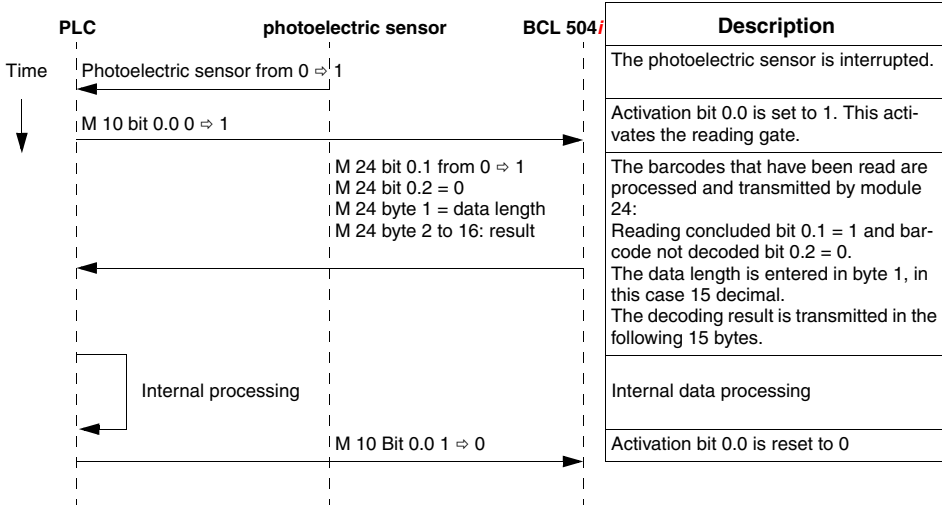 PLC photoelectric sensor BCL 504i Description
Time
Photoelectric sensor from 0 ⇨ 1
The photoelectric sensor is interrupted.
M 10 bit 0.0 0 ⇨ 1
Activation bit 0.0 is set to 1. This acti-
vates the reading gate.
M 24 bit 0.1 from 0 ⇨ 1
M 24 bit 0.2 = 0
M 24 byte 1 = data length
M 24 byte 2 to 16: result
The barcodes that have been read are
processed and transmitted by module
24:
Reading concluded bit 0.1 = 1 and bar-
code not decoded bit 0.2 = 0.
The data length is entered in byte 1, in
this case 15 decimal.
The decoding result is transmitted in the
following 15 bytes.
Internal processing
Internal data processing
M 10 Bit 0.0 1 ⇨ 0
Activation bit 0.0 is reset to 0